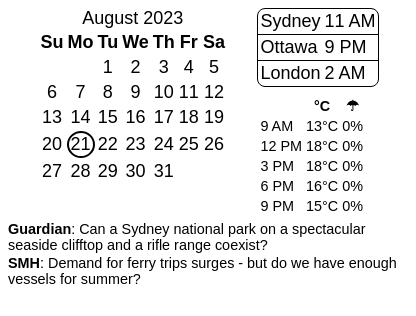 August 2023
Su Mo Tu We Th Fr Sa
1 2 3 4 5
6 7 8 9 10 11 12
13 14 15 16 17 18 19
20 21 22 23 24 25 26
27 28 29 30 31
Sydney 11 AM
Ottawa 9 PM
London 2 AM
°C ☂
9 AM 13°C 0%
12 PM 18°C 0%
3 PM 18°C 0%
6 PM 16°C 0%
9 PM 15°C 0%
Guardian: Can a Sydney national park on a spectacular
seaside clifftop and a rifle range coexist?
SMH: Demand for ferry trips surges - but do we have enough
vessels for summer?